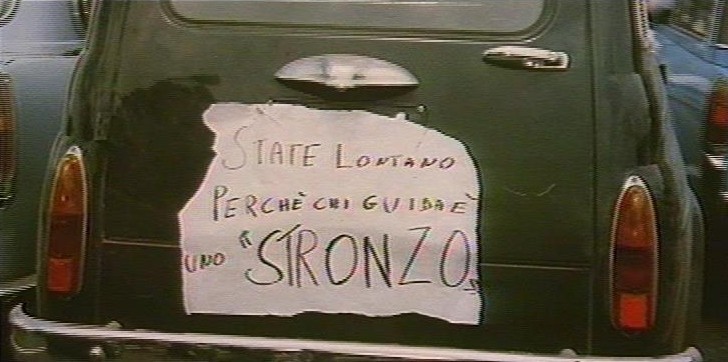 STATE LONTANO
PERCHÈ CHI GUIDA E'
UNO "STRONZO"